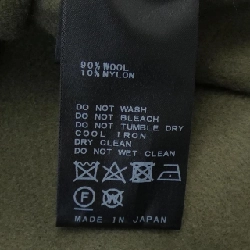 90% WOOL
10% NYLON
DO NOT WASH
DO NOT BLEACH
DO NOT TUMBLE DRY
COOL IRON
DRY CLEAN
DO NOT WET CLEAN
F
W
MADE IN JAPAN